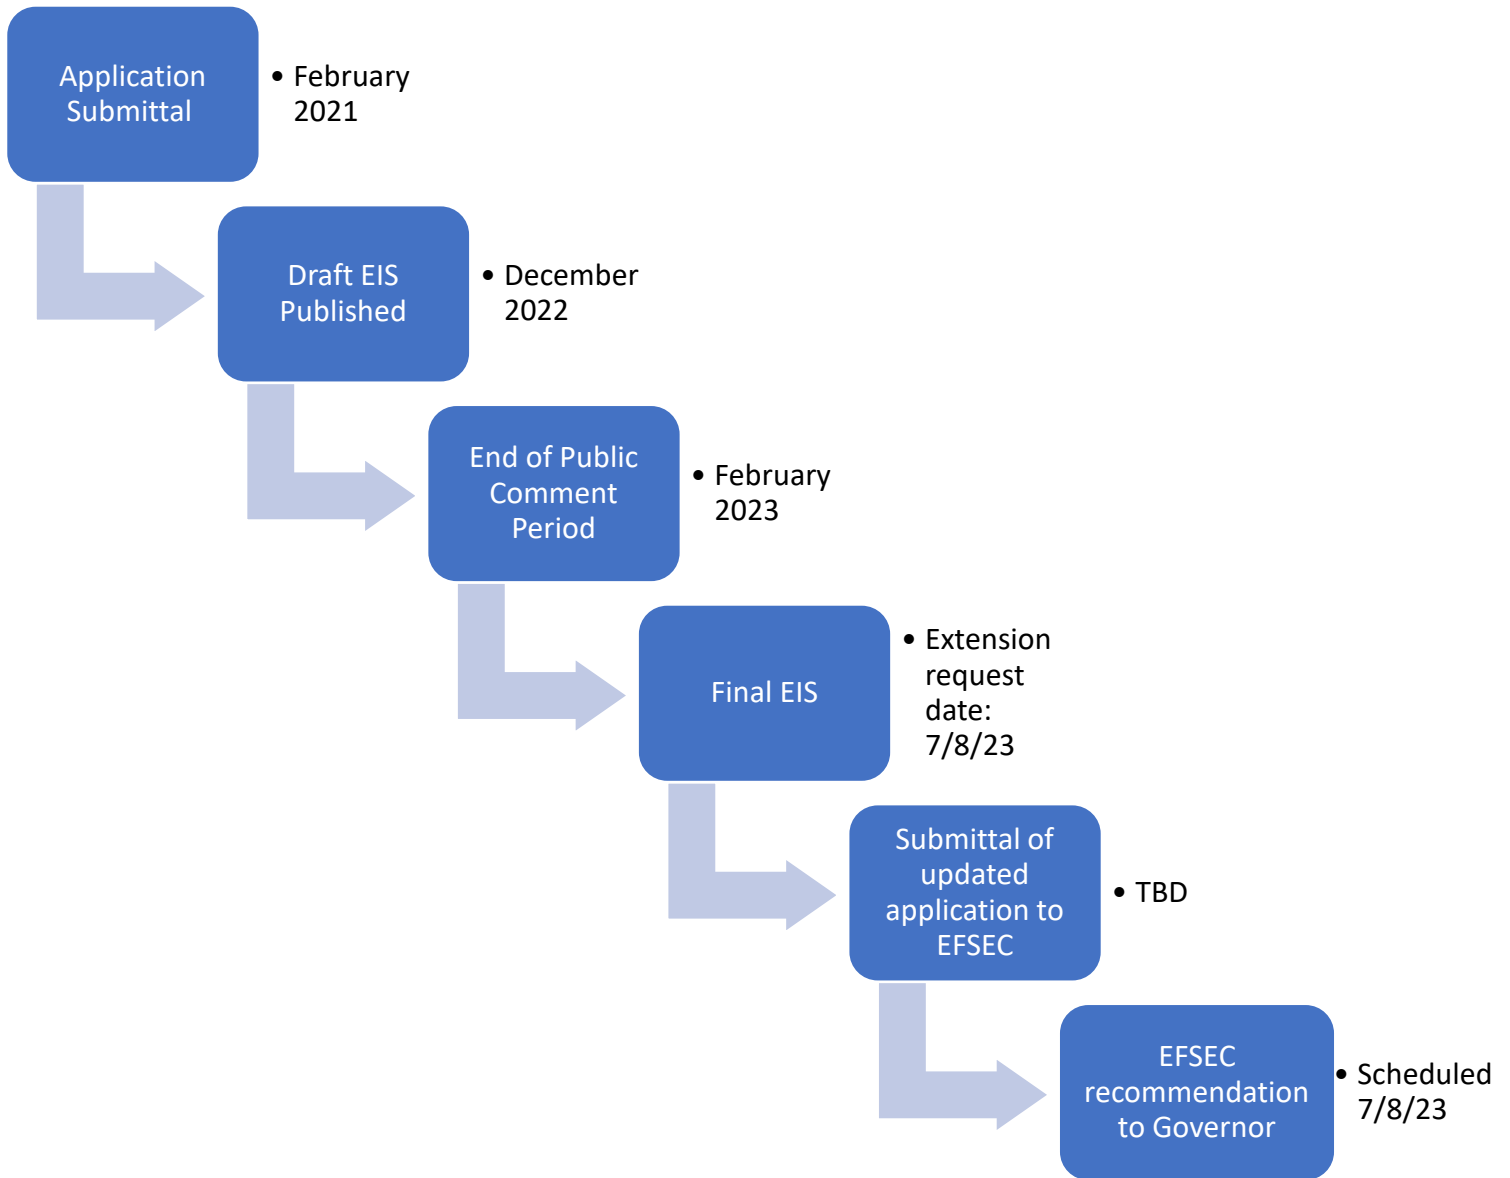 Application
Submittal
• February
2021
Draft EIS
Published
• December
2022
End of Public
Comment
Period
• February
2023
Final EIS
• Extension
request
date:
7/8/23
Submittal of
updated
application to
EFSEC
• TBD
EFSEC
recommendation
to Governor
• Scheduled
7/8/23